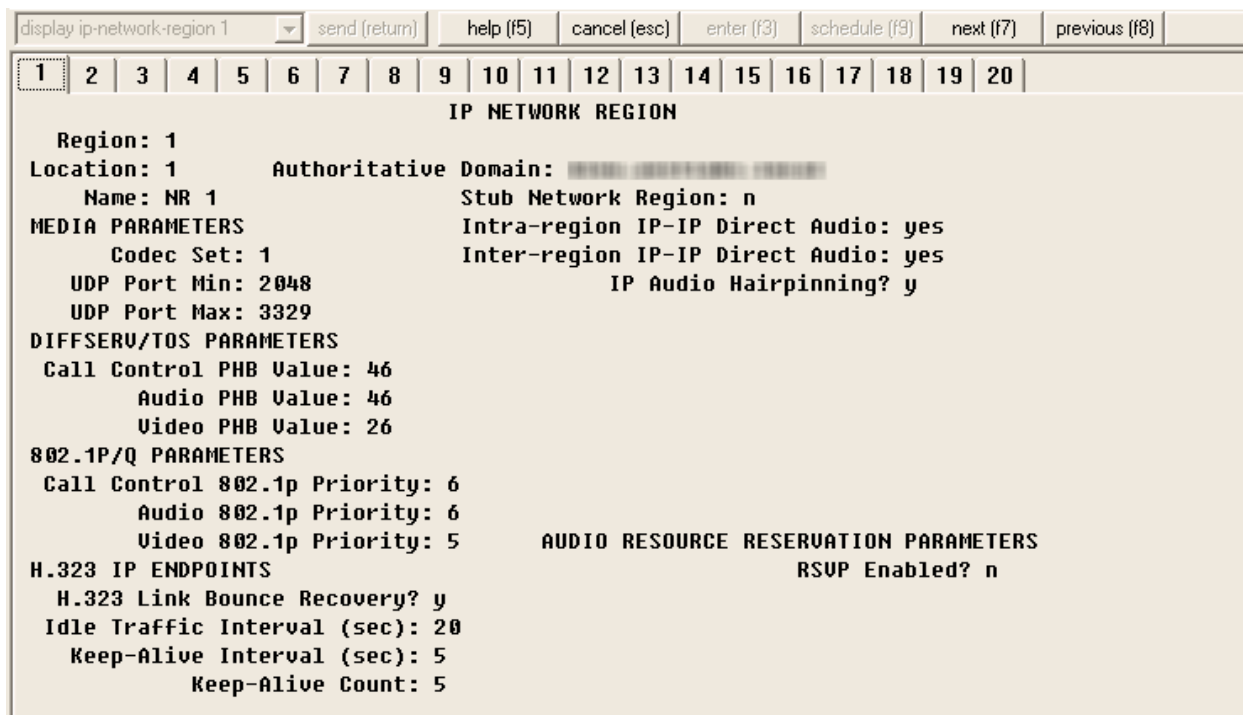 display ip-network-region 1 send (return) help (f5) cancel (esc) enter (f3) schedule (f9) next (f7) previous (f8)
1 2 3 4 5 6 7 8 9 10 11 12 13 14 15 16 17 18 19 20
IP NETWORK REGION
Region: 1
Location: 1 Authoritative Domain:
Name: NR 1 Stub Network Region: n
MEDIA PARAMETERS Intra-region IP-IP Direct Audio: yes
Codec Set: 1 Inter-region IP-IP Direct Audio: yes
UDP Port Min: 2048 IP Audio Hairpinning? y
UDP Port Max: 3329
DIFFSERV/TOS PARAMETERS
Call Control PHB Value: 46
Audio PHB Value: 46
Video PHB Value: 26
802.1P/Q PARAMETERS
Call Control 802.1p Priority: 6
Audio 802.1p Priority: 6
Video 802.1p Priority: 5 AUDIO RESOURCE RESERVATION PARAMETERS
H.323 IP ENDPOINTS RSVP Enabled? n
H.323 Link Bounce Recovery? y
Idle Traffic Interval (sec): 20
Keep-Alive Interval (sec): 5
Keep-Alive Count: 5